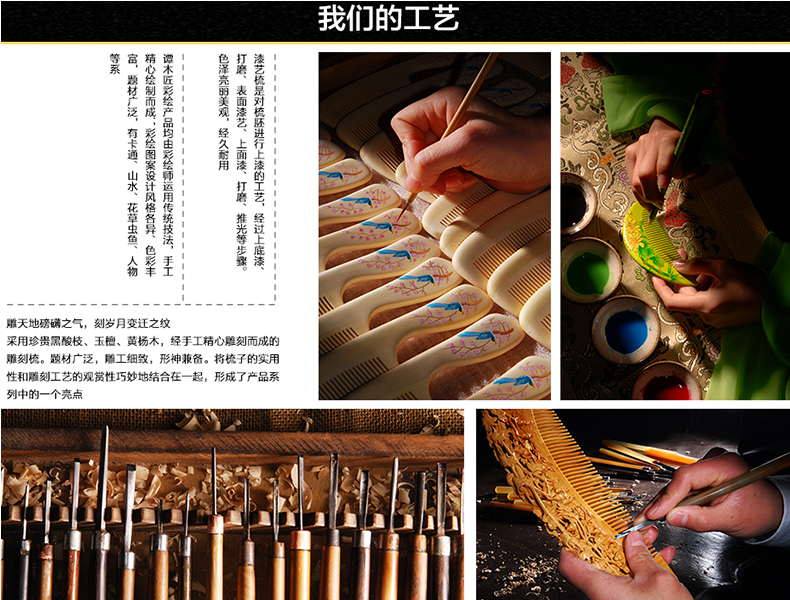 我们的工艺
漆艺梳是对梳胚进行上漆的工艺，经过上底漆、
打磨、表面漆艺、上面漆、打磨、推光等步骤。
色泽亮丽美观，经久耐用
谭木匠彩绘产品均由彩绘师运用传统技法，手工
精心绘制而成；彩绘图案设计风格各异、色彩丰
富，题材广泛，有卡通、山水、花草虫鱼、人物
等系
雕天地磅礴之气，刻岁月变迁之纹
采用珍贵黑酸枝、玉檀、黄杨木，经手工精心雕刻而成的
雕刻梳。题材广泛，雕工细致，形神兼备。将梳子的实用
性和雕刻工艺的观赏性巧妙地结合在一起，形成了产品系
列中的一个亮点